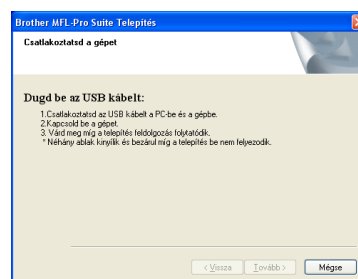 Brother MFL-Pro Suite Telepítés
Csatlakoztatsd a gépet
Dugd be az USB kábelt:
1.Csatlakoztatsd az USB kábelt a PC-be és a gépbe.
2.Kapcsold be a gépet.
3. Várd meg míg a telepítés feldolgozás folytatódik.
* Néhány ablak kinyílik és bezárul míg a telepítés be nem felyezodik.
< Vissza
Tovább >
Mégse